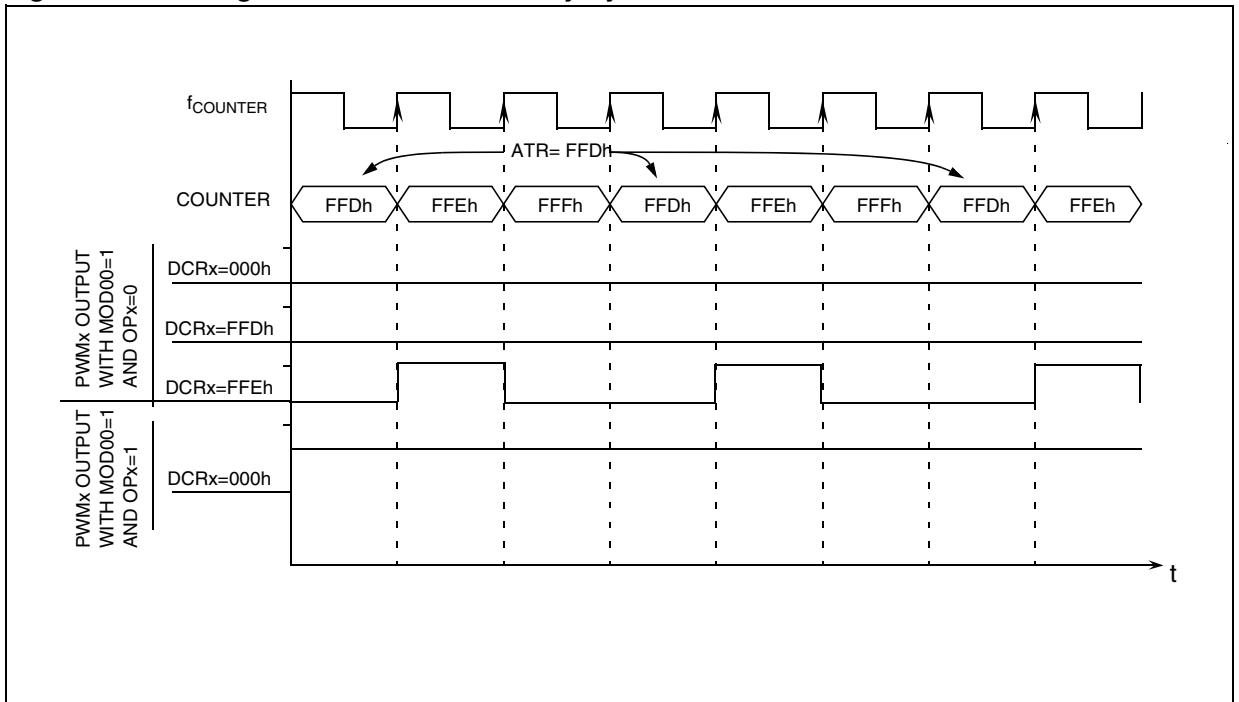 fCOUNTER
ATR= FFDh
COUNTER
FFDh FFEh FFFh FFDh FFEh FFFh FFDh FFEh
PWMx OUTPUT
WITH MOD00=1
AND OPx=0
DCRx=000h
DCRx=FFDh
DCRx=FFEh
PWMx OUTPUT
WITH MOD00=1
AND OPx=1
DCRx=000h
t